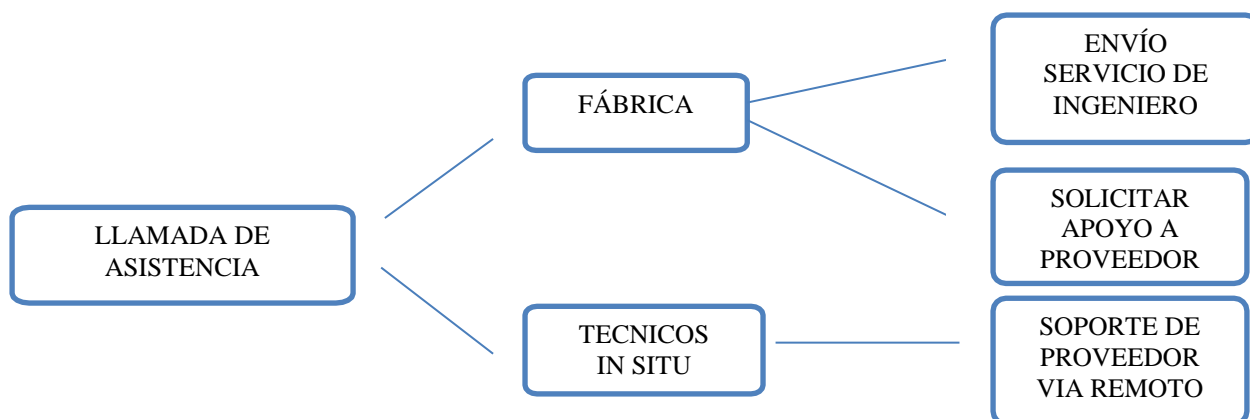 ENVÍO
SERVICIO DE
INGENIERO
FÁBRICA
SOLICITAR
APOYO A
PROVEEDOR
LLAMADA DE
ASISTENCIA
TECNICOS
IN SITU
SOPORTE DE
PROVEEDOR
VIA REMOTO